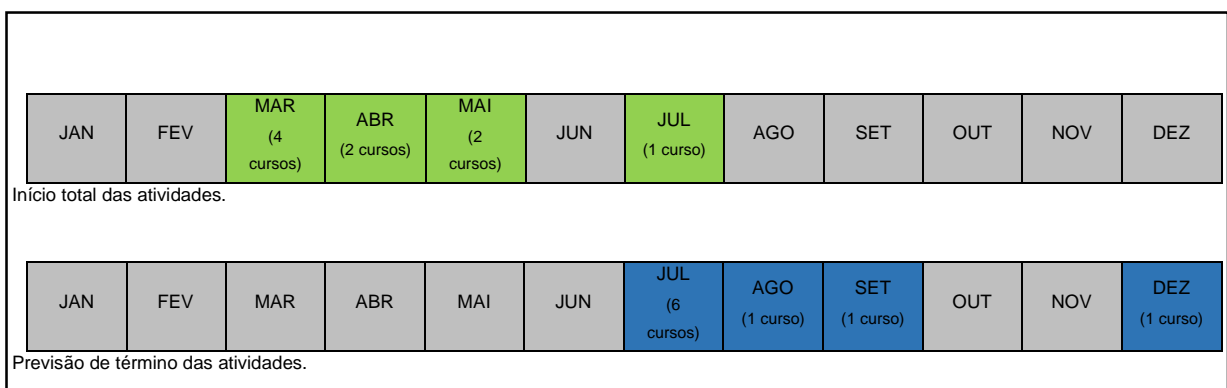 JAN
FEV
MAR
(4
cursos)
ABR
(2 cursos)
MAI
(2
cursos)
JUN
JUL
(1 curso)
AGO
SET
OUT
NOV
DEZ
Início total das atividades.
JAN
FEV
MAR
ABR
MAI
JUN
JUL
(6
cursos)
AGO
(1 curso)
SET
(1 curso)
OUT
NOV
DEZ
(1 curso)
Previsão de término das atividades.